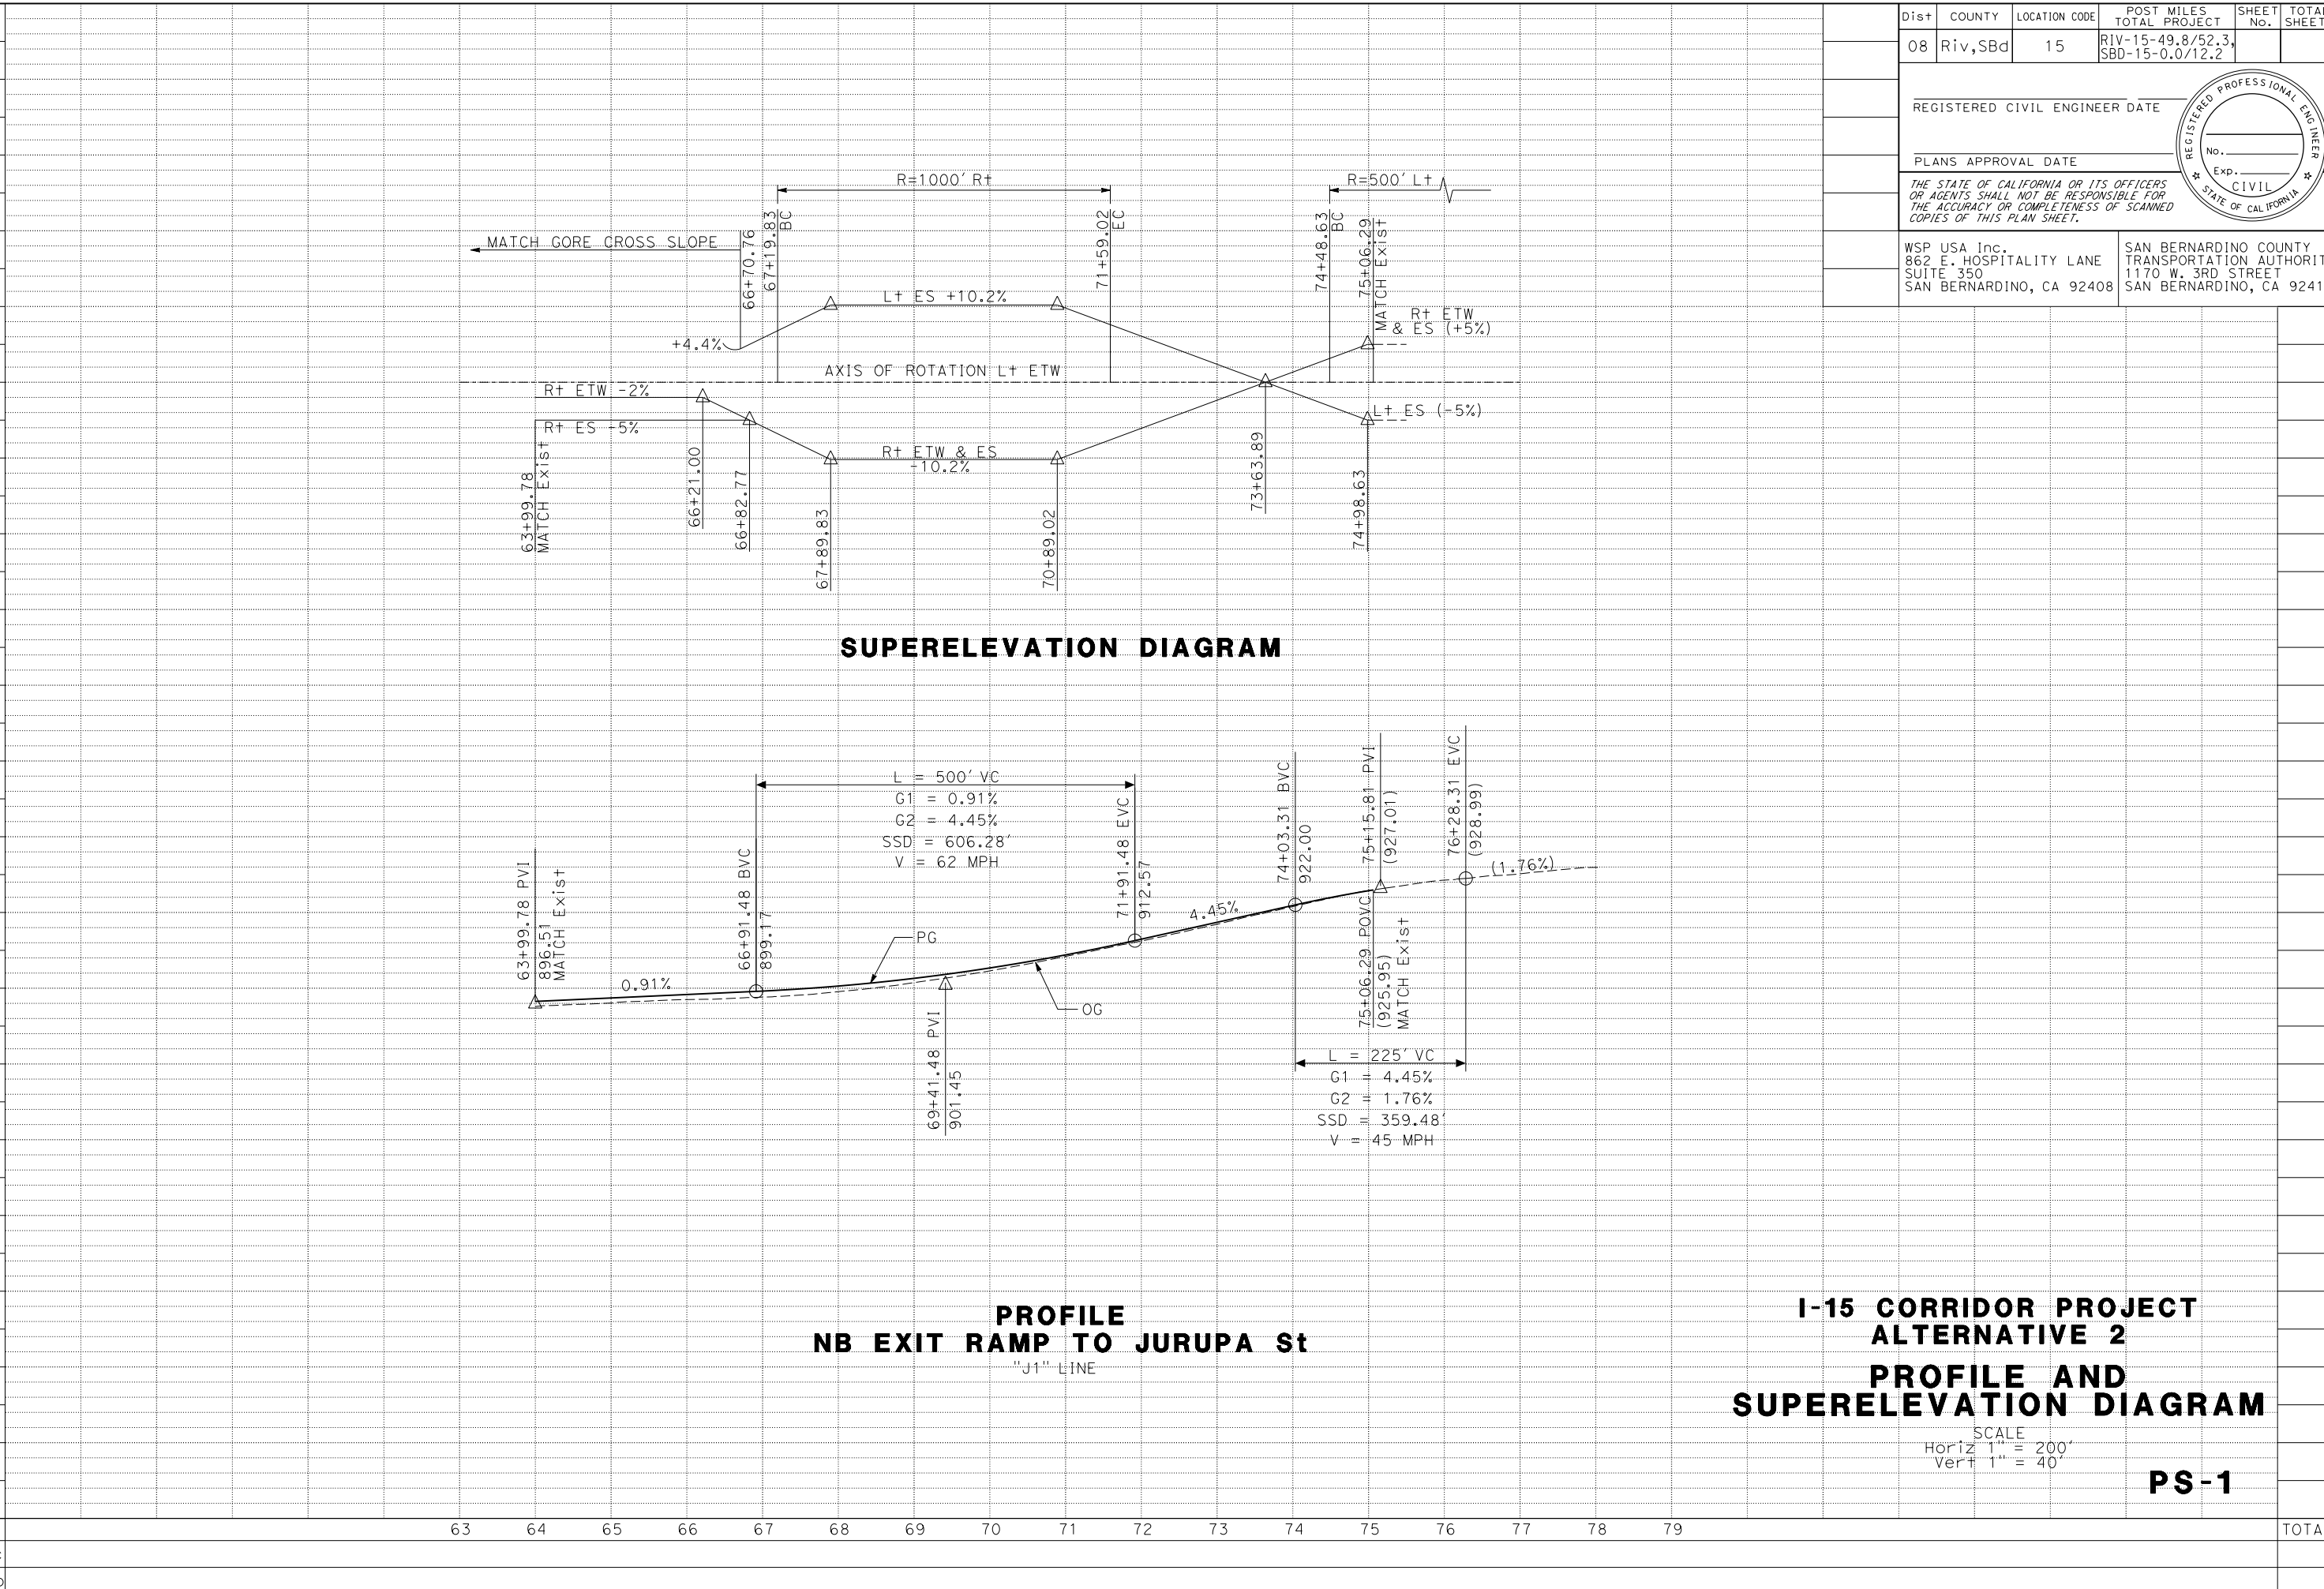 Dist COUNTY LOCATION CODE POST MILES TOTAL PROJECT SHEET No.
08 Riv,SBd 15 RIV-15-49.8/52.3, SBD-15-0.0/12.2
REGISTERED CIVIL ENGINEER DATE
PLANS APPROVAL DATE
THE STATE OF CALIFORNIA OR ITS OFFICERS
OR AGENTS SHALL NOT BE RESPONSIBLE FOR
THE ACCURACY OR COMPLETENESS OF SCANNED
COPIES OF THIS PLAN SHEET.
REGISTERED PROFESSIONAL ENGINEER
No.
Exp.
CIVIL
STATE OF CALIFORNIA
WSP USA Inc.
862 E. HOSPITALITY LANE
SUITE 350
SAN BERNARDINO, CA 92408
SAN BERNARDINO COUNTY
1170 W. 3RD STREET
SAN BERNARDINO, CA
R=1000' Rt
R=500' Lt
MATCH GORE CROSS SLOPE
66+70.76
67+19.83
BC
71+59.02
EC
74+48.63
BC
75+06.29
MATCH Exist
Lt ES +10.2%
+4.4%
Rt ETW
& ES (+5%)
AXIS OF ROTATION Lt ETW
Rt ETW -2%
Rt ES -5%
Lt ES (-5%)
Rt ETW & ES
-10.2%
63+99.78
MATCH Exist
66+21.00
66+82.77
67+89.83
70+89.02
73+63.89
74+98.63
SUPERELEVATION DIAGRAM
L = 500' VC
G1 = 0.91%
G2 = 4.45%
SSD = 606.28'
V = 62 MPH
63+99.78 PVI
896.51
MATCH Exist
0.91%
66+91.48 BVC
899.17
PG
69+41.48 PVI
901.45
OG
71+91.48 EVC
912.57
4.45%
74+03.31 BVC
922.00
75+15.81 PVI
(927.01)
75+06.29 POVC
(925.95)
MATCH Exist
76+28.31 EVC
(928.99)
(1.76%)
L = 225' VC
G1 = 4.45%
G2 = 1.76%
SSD = 359.48'
V = 45 MPH
PROFILE
NB EXIT RAMP TO JURUPA St
"J1" LINE
I-15 CORRIDOR PROJECT
ALTERNATIVE 2
PROFILE AND
SUPERELEVATION DIAGRAM
SCALE
Horiz 1" = 200'
Vert 1" = 40'
PS-1
63 64 65 66 67 68 69 70 71 72 73 74 75 76 77 78 79